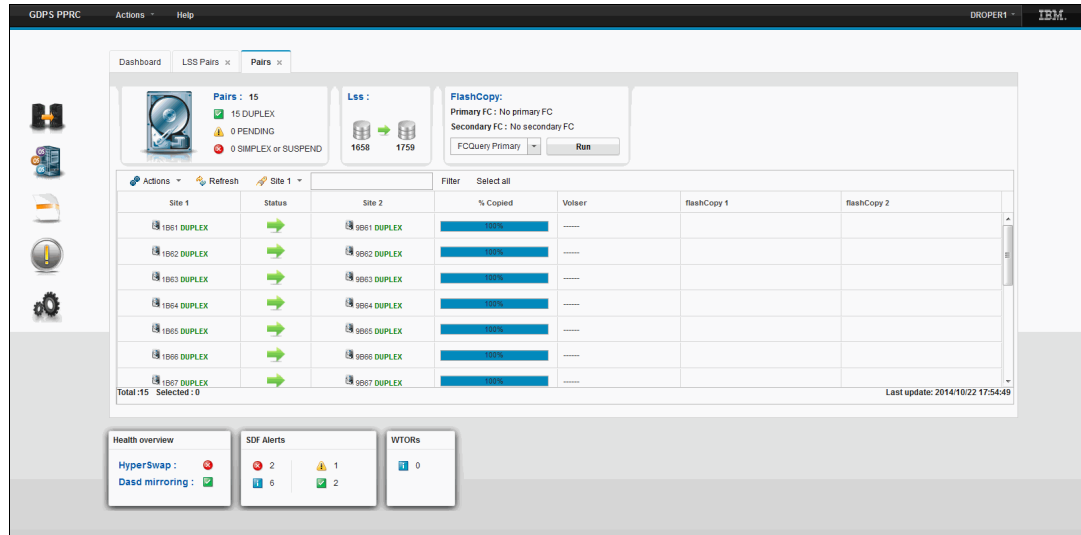 GDPS PPRC Actions Help DROPER1 IBM.
Dashboard LSS Pairs × Pairs ×
Pairs : 15
15 DUPLEX
0 PENDING
0 SIMPLEX or SUSPEND
Lss :
1658 1759
FlashCopy:
Primary FC : No primary FC
Secondary FC : No secondary FC
FCQuery Primary Run
Actions Refresh Site 1 Filter Select all
Site 1 Status Site 2 % Copied Volser flashCopy 1 flashCopy 2
1B61 DUPLEX 9B61 DUPLEX 100% ------
1B62 DUPLEX 9B62 DUPLEX 100% ------
1B63 DUPLEX 9B63 DUPLEX 100% ------
1B64 DUPLEX 9B64 DUPLEX 100% ------
1B65 DUPLEX 9B65 DUPLEX 100% ------
1B66 DUPLEX 9B66 DUPLEX 100% ------
1B67 DUPLEX 9B67 DUPLEX 100% ------
Total :15 Selected : 0 Last update: 2014/10/22 17:54:49
Health overview
HyperSwap :
Dasd mirroring :
SDF Alerts
2 1
6 2
WTORs
0